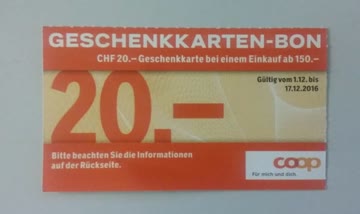 GESCHENKKARTEN-BON
CHF 20.– Geschenkkarte bei einem Einkauf ab 150.–
Gültig vom 1.12. bis
17.12.2016
20.–
Bitte beachten Sie die Informationen
auf der Rückseite.
coop
Für mich und dich.